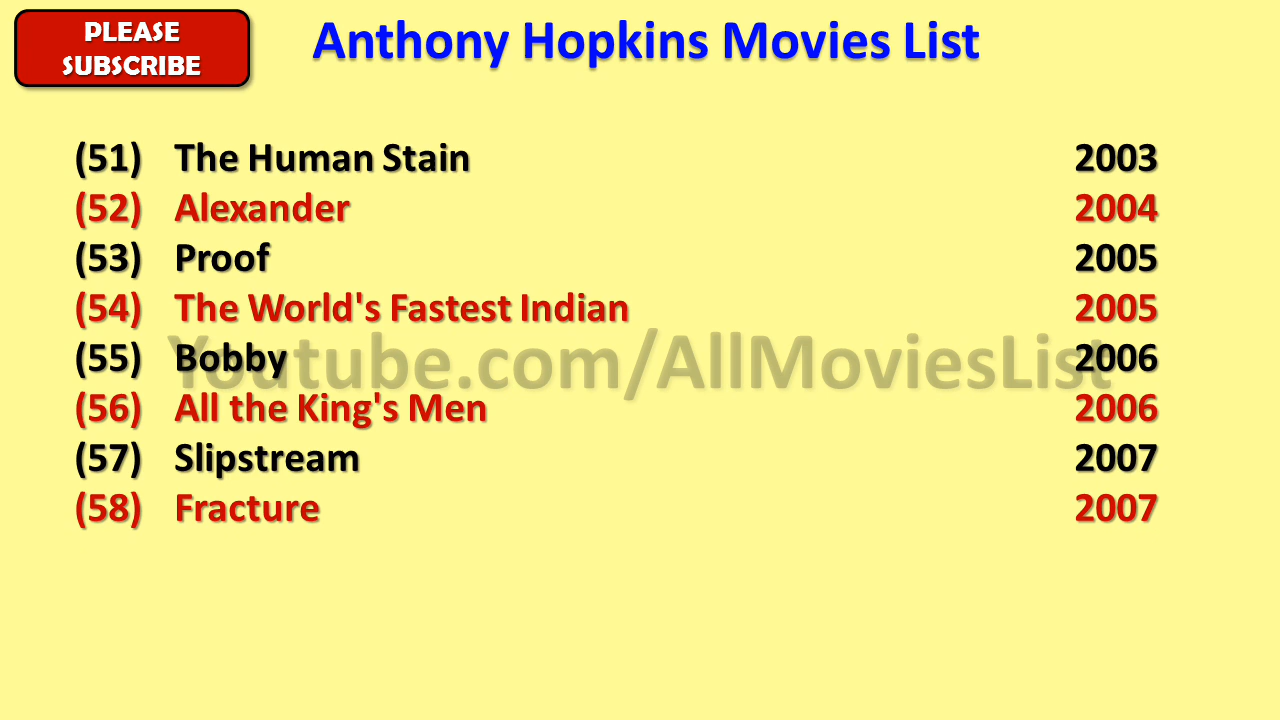 PLEASE
SUBSCRIBE
Anthony Hopkins Movies List
(51) The Human Stain 2003
(52) Alexander 2004
(53) Proof 2005
(54) The World's Fastest Indian 2005
Youtube.com/AllMoviesList
(55) Bobby 2006
(56) All the King's Men 2006
(57) Slipstream 2007
(58) Fracture 2007